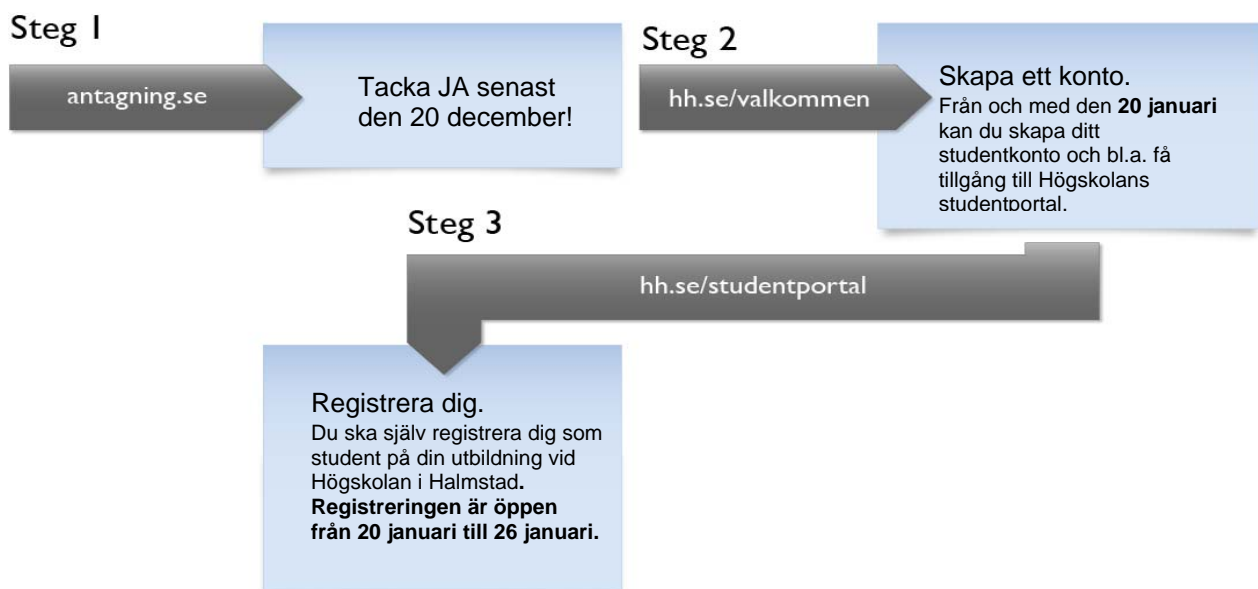 Steg 1
antagning.se
Tacka JA senast
den 20 december!
Steg 2
hh.se/valkommen
Skapa ett konto.
Från och med den 20 januari
kan du skapa ditt
studentkonto och bl.a. få
tillgång till Högskolans
studentportal.
Steg 3
hh.se/studentportal
Registrera dig.
Du ska själv registrera dig som
student på din utbildning vid
Högskolan i Halmstad.
Registreringen är öppen
från 20 januari till 26 januari.